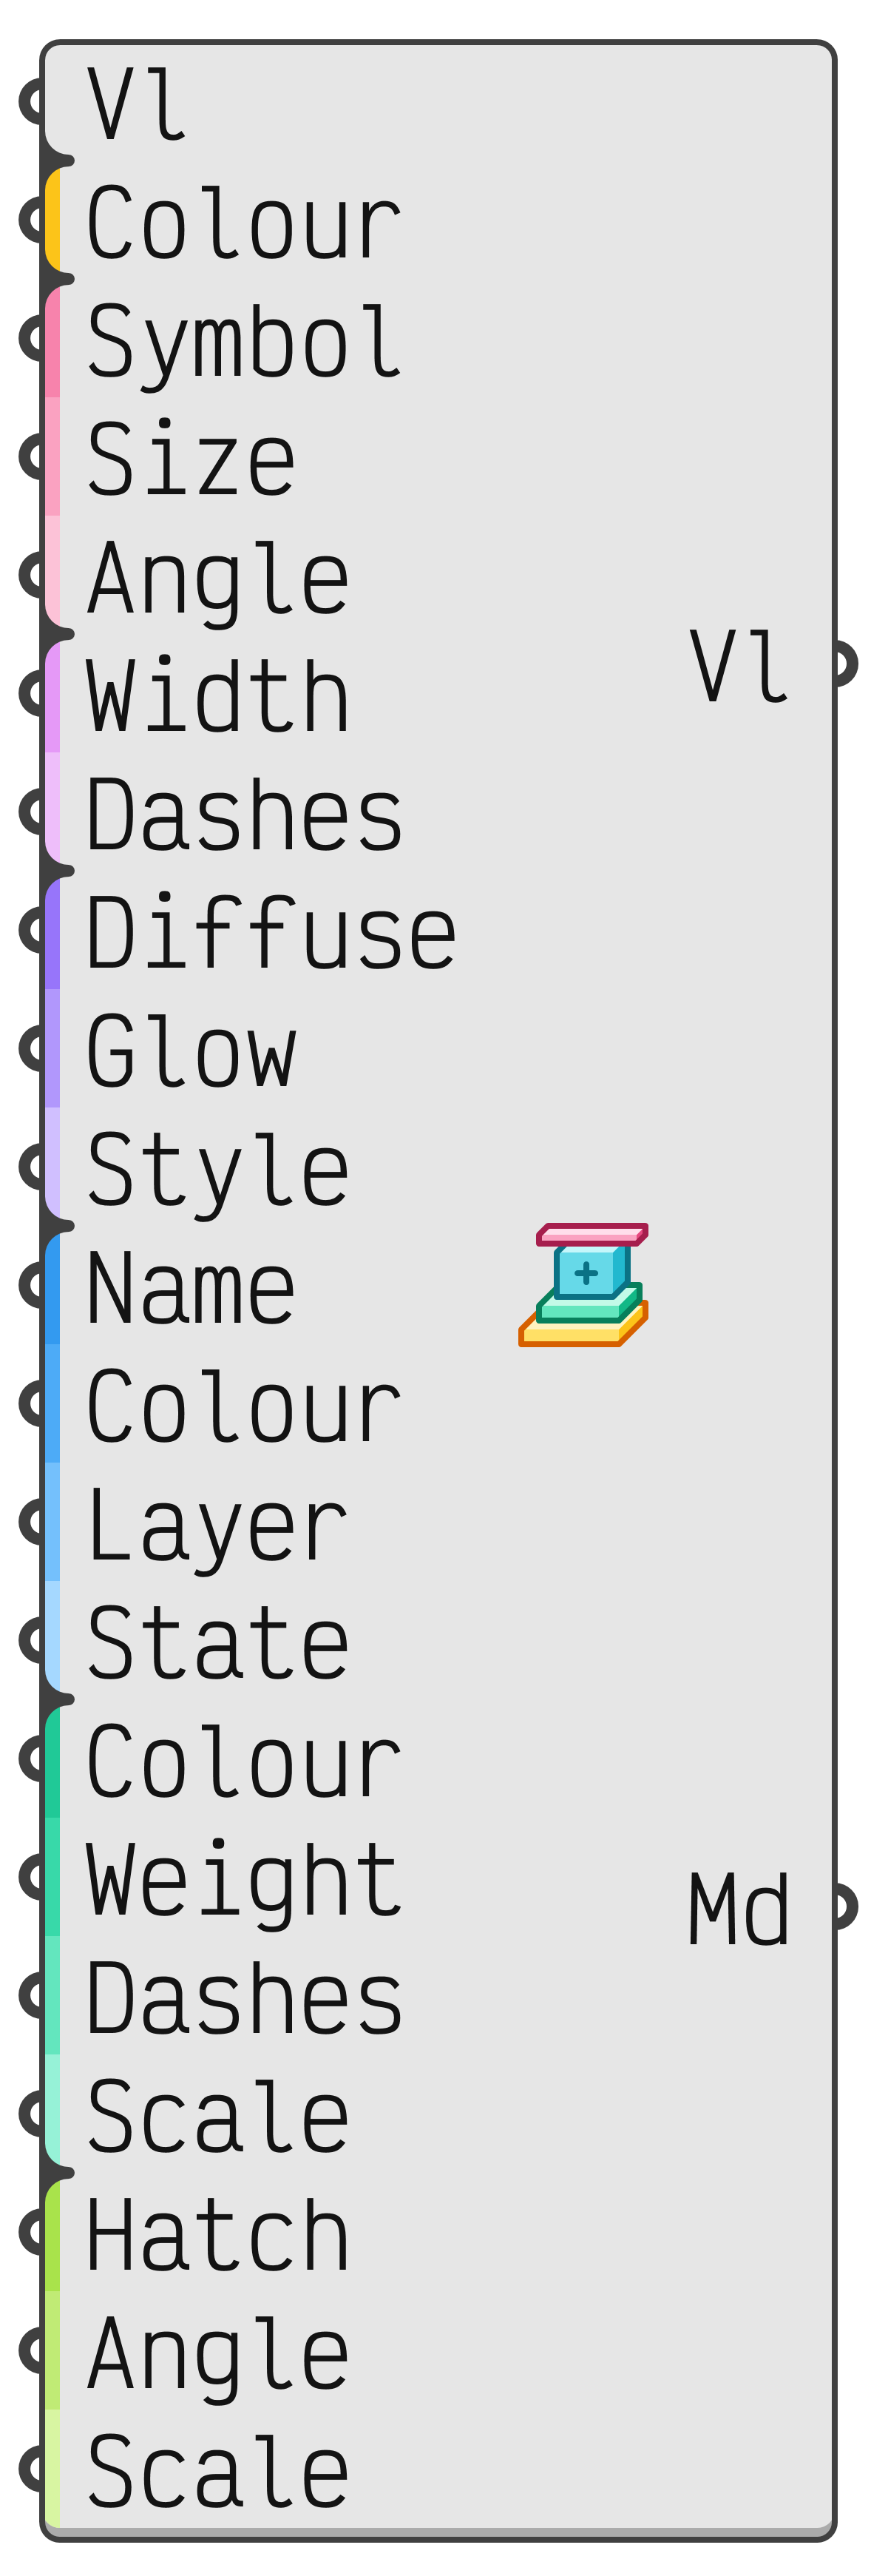 Vl
Colour
Symbol
Size
Angle
Width
Vl
Dashes
Diffuse
Glow
Style
Name
Colour
Layer
State
Colour
Weight
Md
Dashes
Scale
Hatch
Angle
Scale